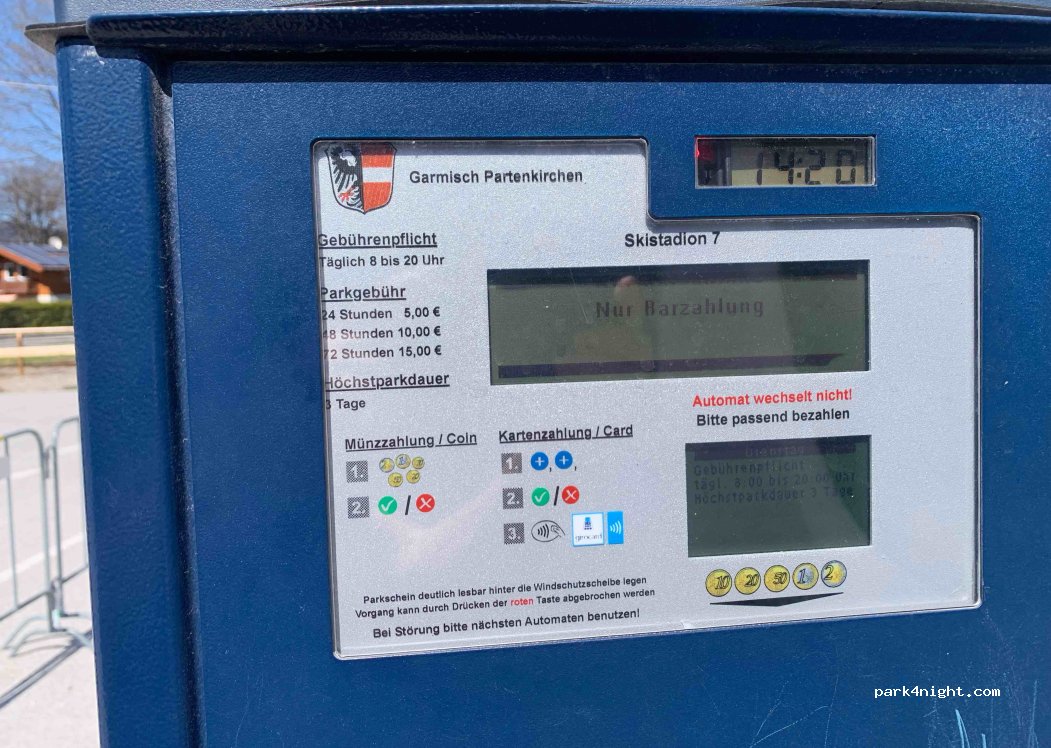 14:20
Garmisch Partenkirchen
Gebührenpflicht
Täglich 8 bis 20 Uhr
Parkgebühr
24 Stunden 5,00 €
48 Stunden 10,00 €
72 Stunden 15,00 €
Höchstparkdauer
3 Tage
Skistadion 7
Nur Barzahlung
Automat wechselt nicht!
Bitte passend bezahlen
Münzzahlung / Coin
1.
2. /
Kartenzahlung / Card
1. , ,
2. /
3. girocard
Dienstag
Gebührenpflicht
tägl. 8:00 bis 20:00 Uhr
Höchstparkdauer 3 Tage
10 20 50 1 2
Parkschein deutlich lesbar hinter die Windschutzscheibe legen
Vorgang kann durch Drücken der roten Taste abgebrochen werden
Bei Störung bitte nächsten Automaten benutzen!
park4night.com